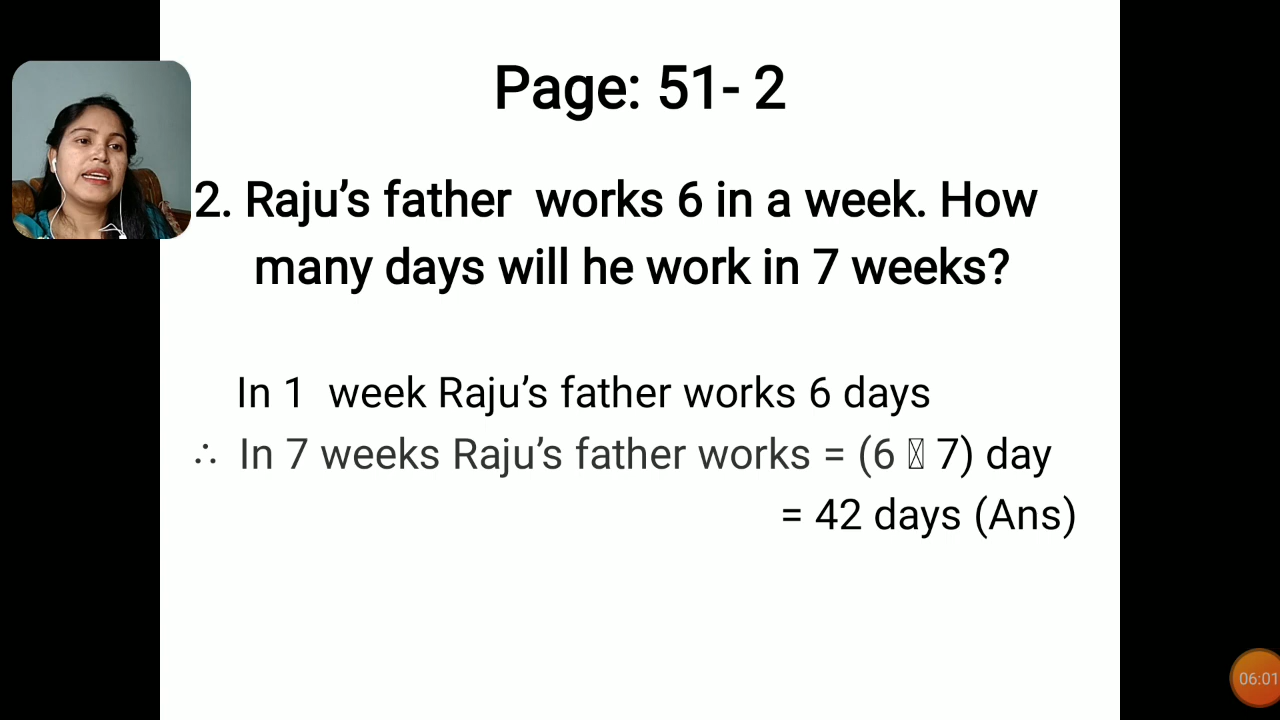 Page: 51- 2
2. Raju’s father works 6 in a week. How
many days will he work in 7 weeks?
In 1 week Raju’s father works 6 days
∴ In 7 weeks Raju’s father works = (6 7) day
= 42 days (Ans)
06:01